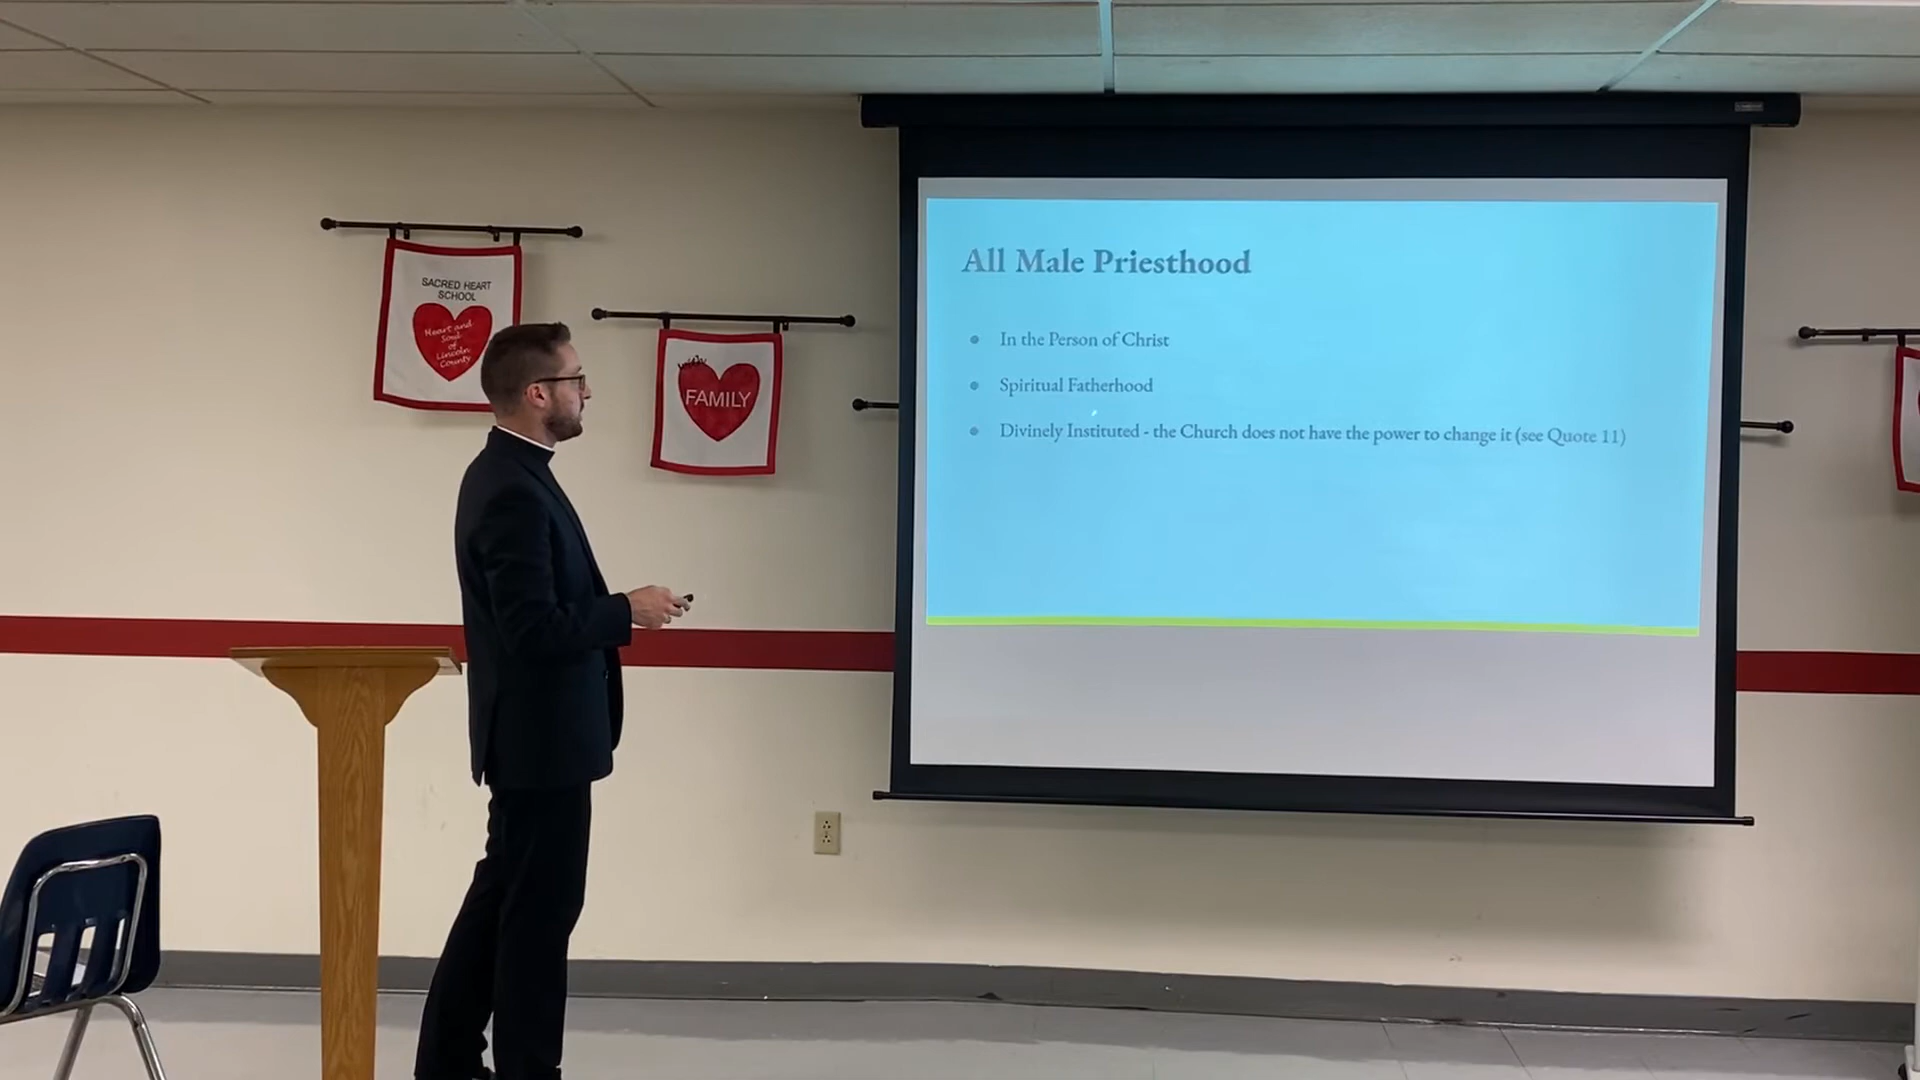 SACRED HEART
SCHOOL
Heart and
Soul
of
Lincoln
County
FAMILY
All Male Priesthood
In the Person of Christ
Spiritual Fatherhood
Divinely Instituted - the Church does not have the power to change it (see Quote 11)